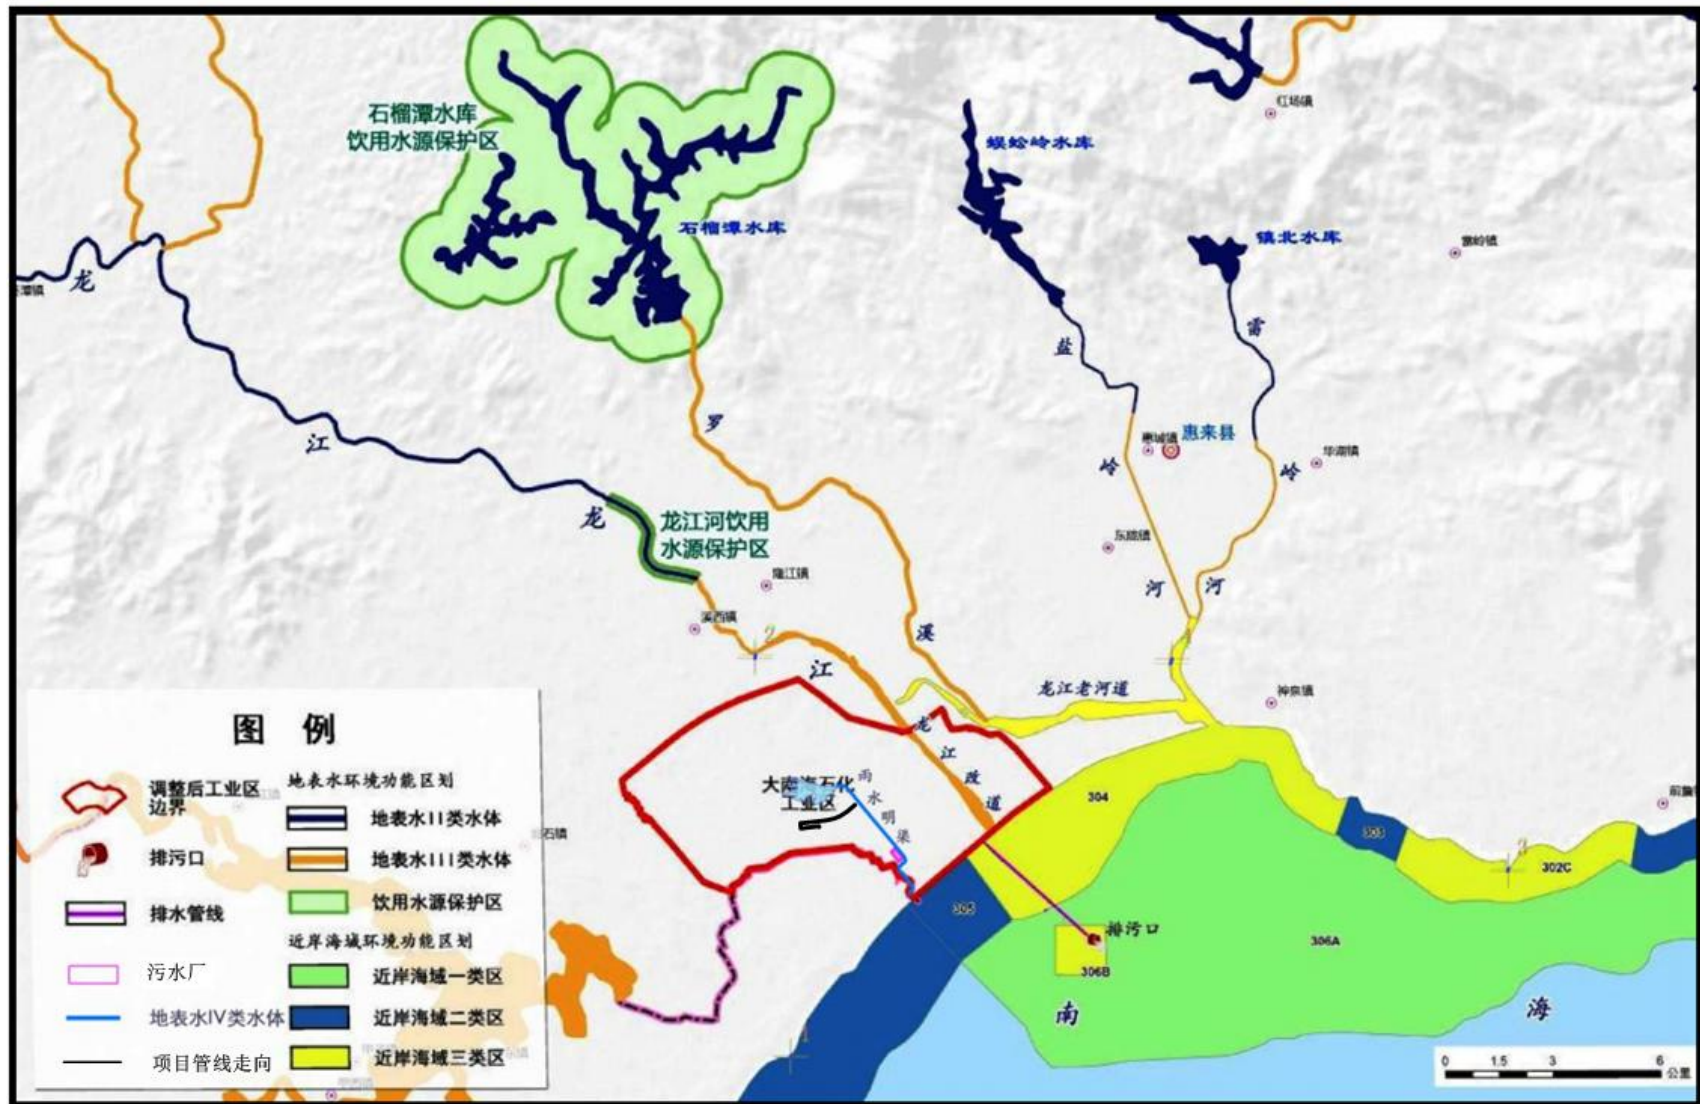 红场镇
石榴潭水库
饮用水源保护区
蜈蚣岭水库
石榴潭水库
镇北水库
龙
盐
雷
江
罗
岭
惠城镇
惠来县
岭
华湖镇
龙
龙江河饮用
水源保护区
东陇镇
隆江镇
河
河
溪西镇
2
溪
江
龙江老河道
神泉镇
龙
江
改
道
大南海石化
工业区
雨
水
明
渠
304
303
302C
3
305
306A
306B
排污口
南
海
1
前詹镇
图 例
调整后工业区
边界
排污口
排水管线
污水厂
地表水IV类水体
项目管线走向
地表水环境功能区划
地表水II类水体
地表水III类水体
饮用水源保护区
近岸海域环境功能区划
近岸海域一类区
近岸海域二类区
近岸海域三类区
0 1.5 3 6
公里